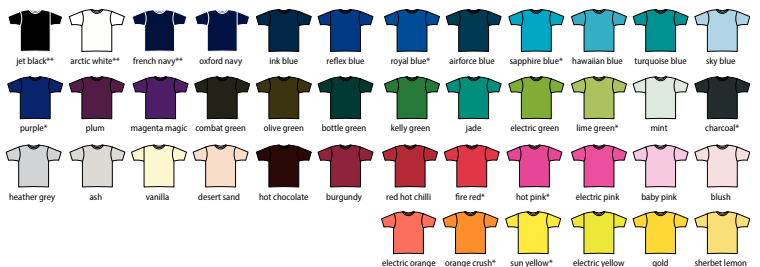 jet black** arctic white** french navy** oxford navy ink blue reflex blue royal blue* airforce blue sapphire blue* hawaiian blue turquoise blue sky blue
purple* plum magenta magic combat green olive green bottle green kelly green jade electric green lime green* mint charcoal*
heather grey ash vanilla desert sand hot chocolate burgundy red hot chilli fire red* hot pink* electric pink baby pink blush
electric orange orange crush* sun yellow* electric yellow gold sherbet lemon